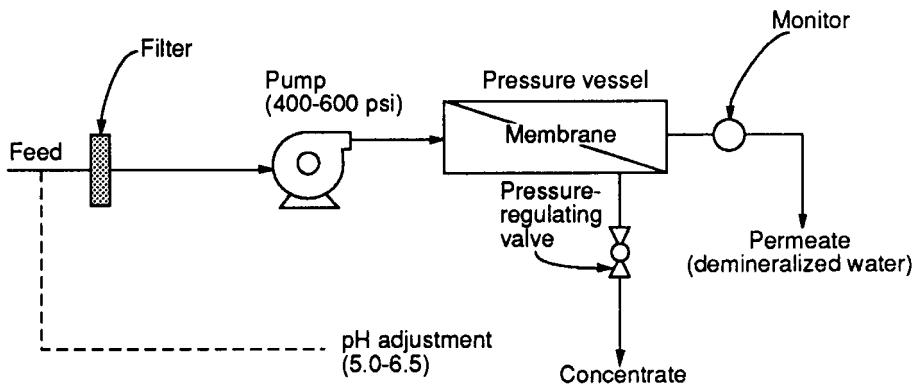 Monitor
Filter
Pump
(400-600 psi)
Pressure vessel
Membrane
Feed
Pressure-
regulating
valve
Permeate
(demineralized water)
pH adjustment
(5.0-6.5)
Concentrate